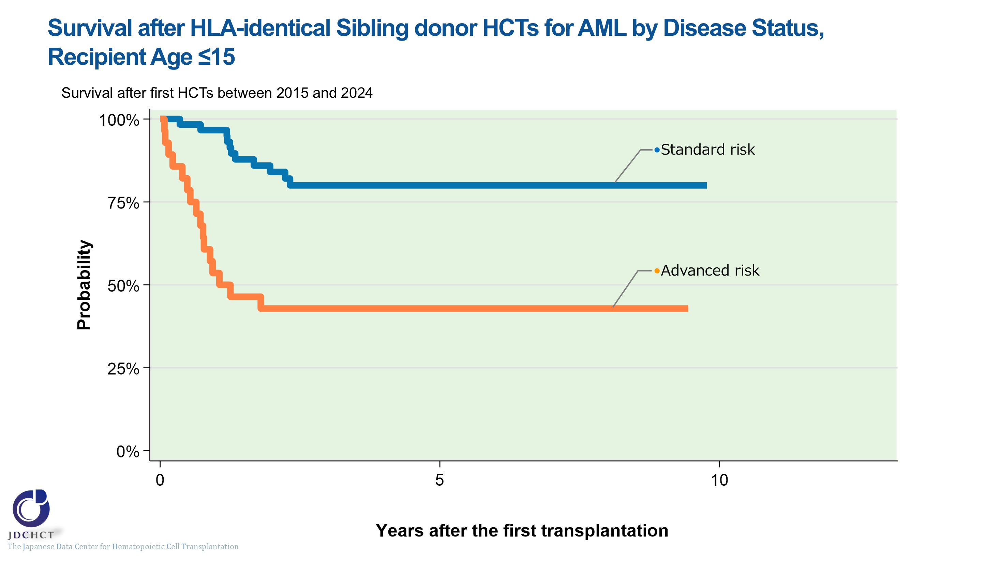 Survival after HLA-identical Sibling donor HCTs for AML by Disease Status,
Recipient Age ≤15
Survival after first HCTs between 2015 and 2024
100%
Standard risk
75%
Advanced risk
50%
Probability
25%
0%
0 5 10
Years after the first transplantation
JDCHCT
The Japanese Data Center for Hematopoietic Cell Transplantation